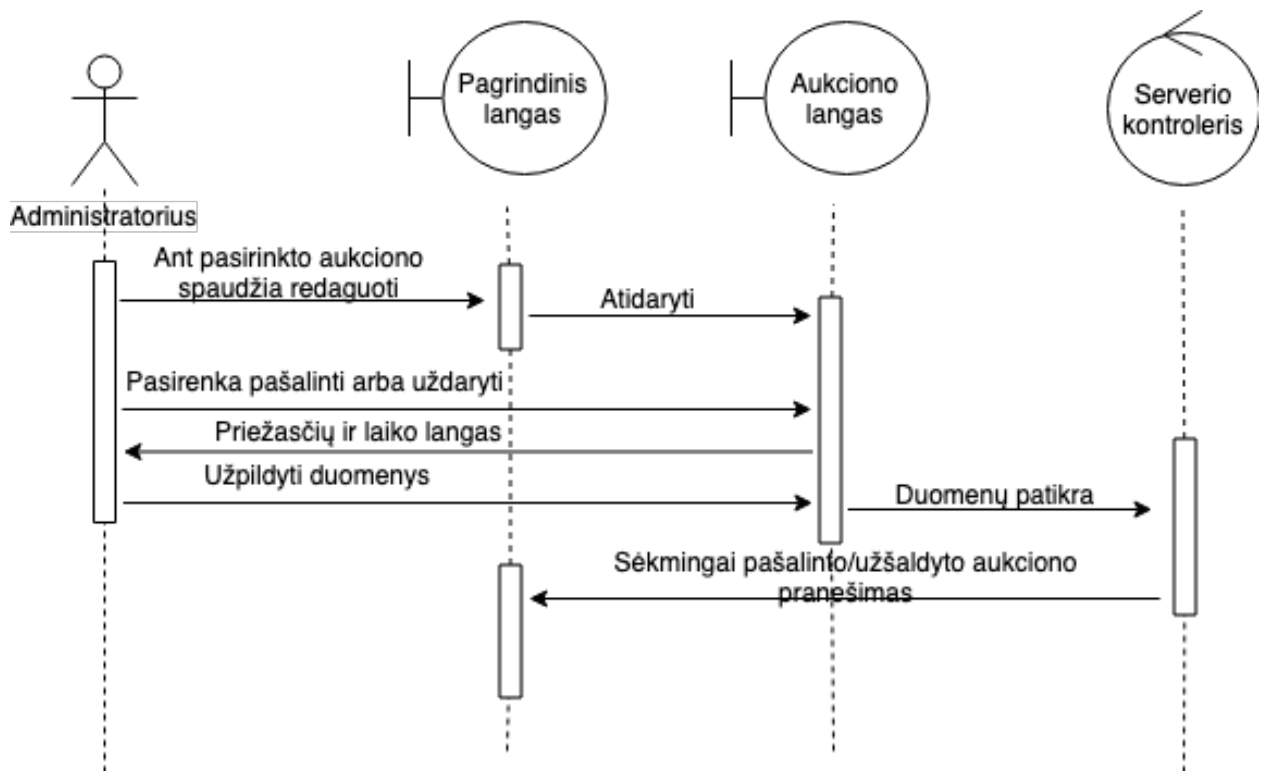 Pagrindinis
langas
Aukciono
langas
Serverio
kontroleris
Administratorius
Ant pasirinkto aukciono
spaudžia redaguoti
Atidaryti
Pasirenka pašalinti arba uždaryti
Priežasčių ir laiko langas
Užpildyti duomenys
Duomenų patikra
Sėkmingai pašalinto/užšaldyto aukciono
pranešimas